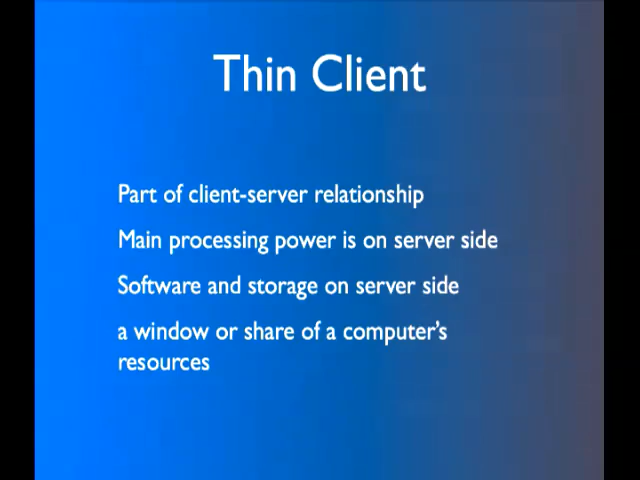 Thin Client
Part of client-server relationship
Main processing power is on server side
Software and storage on server side
a window or share of a computer's
resources